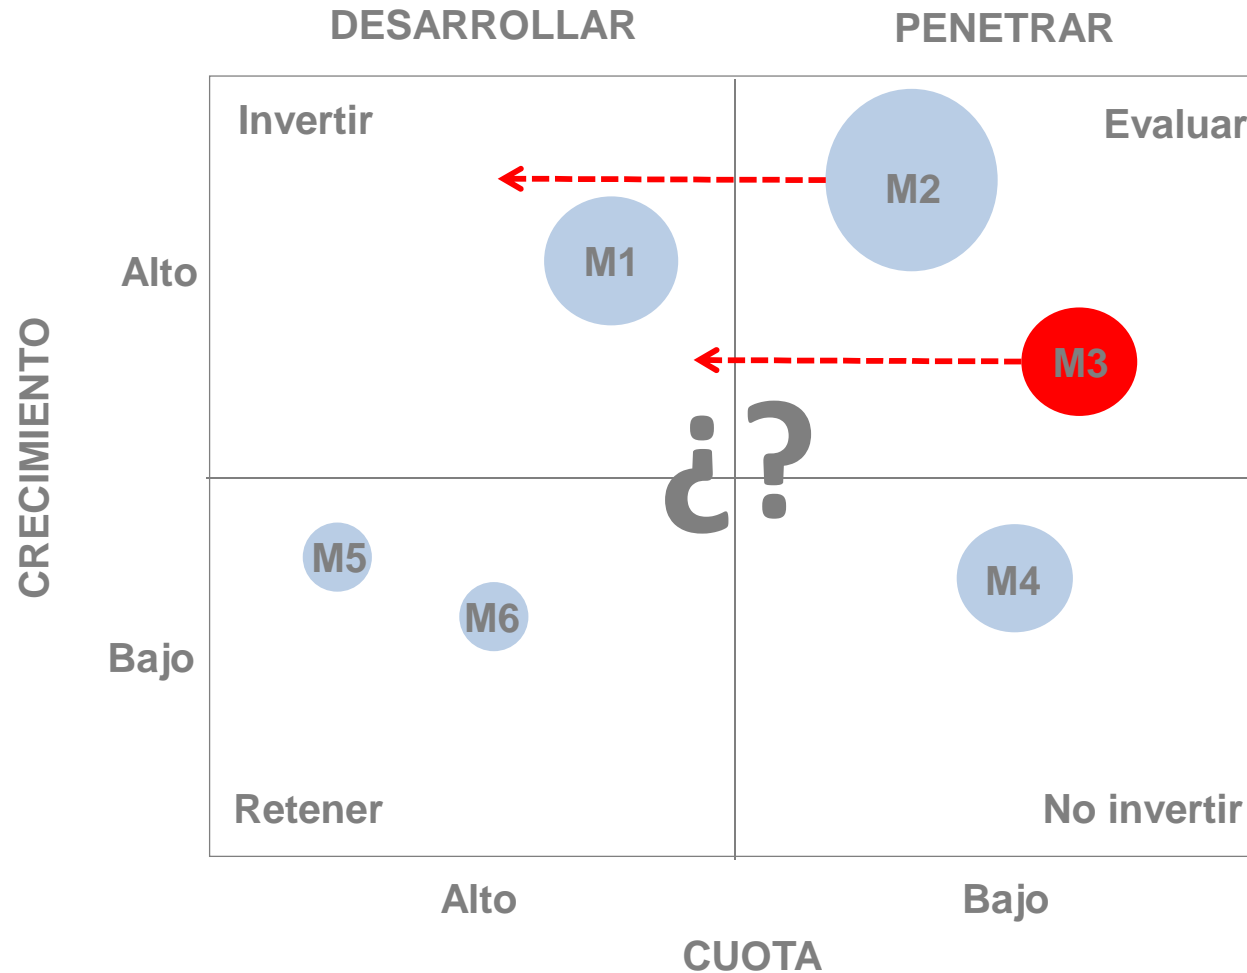 DESARROLLAR
PENETRAR
Invertir
Evaluar
M2
M1
Alto
M3
CRECIMIENTO
¿?
M5
M4
M6
Bajo
Retener
No invertir
Alto
Bajo
CUOTA